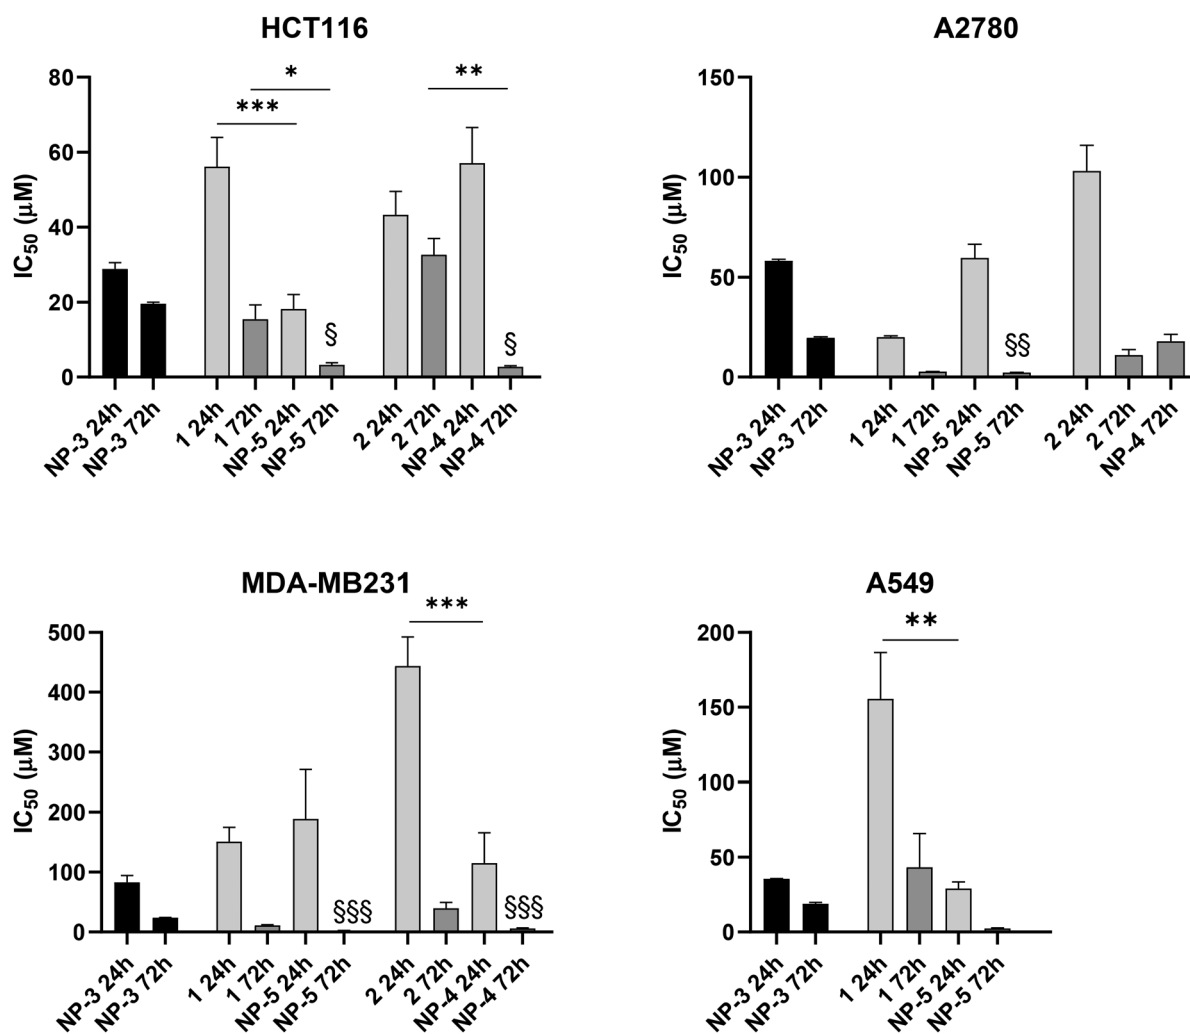 HCT116
80
60
40
20
0
IC50 (μM)
*
***
**
§
§
NP-3 24h
NP-3 72h
1 24h
1 72h
NP-5 24h
NP-5 72h
2 24h
2 72h
NP-4 24h
NP-4 72h
A2780
150
100
50
0
IC50 (μM)
§§
NP-3 24h
NP-3 72h
1 24h
1 72h
NP-5 24h
NP-5 72h
2 24h
2 72h
NP-4 72h
MDA-MB231
500
400
300
200
100
0
IC50 (μM)
***
§§§
§§§
NP-3 24h
NP-3 72h
1 24h
1 72h
NP-5 24h
NP-5 72h
2 24h
2 72h
NP-4 24h
NP-4 72h
A549
200
150
100
50
0
IC50 (μM)
**
NP-3 24h
NP-3 72h
1 24h
1 72h
NP-5 24h
NP-5 72h